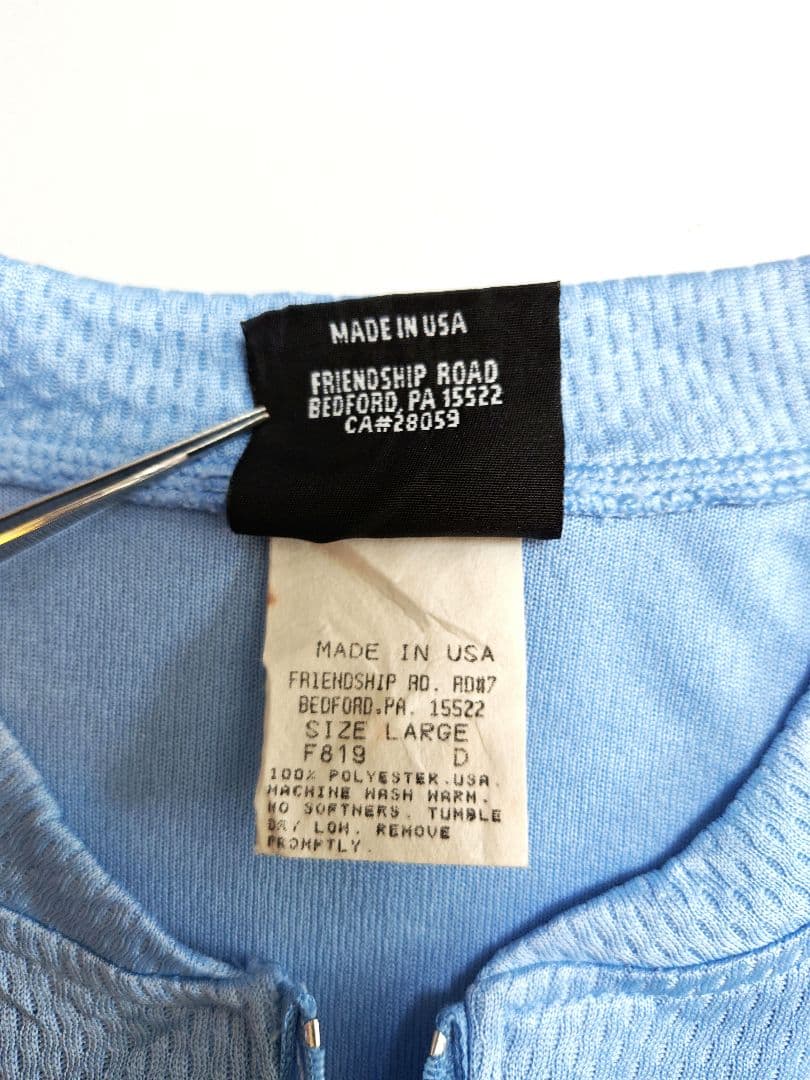 MADE IN USA
FRIENDSHIP ROAD
BEDFORD, PA 15522
CA#28059
MADE IN USA
FRIENDSHIP RD. RD#7
BEDFORD.PA. 15522
SIZE LARGE
F819 D
100% POLYESTER.USA.
MACHINE WASH WARM.
NO SOFTNERS. TUMBLE
DRY LOW. REMOVE
PROMPTLY.